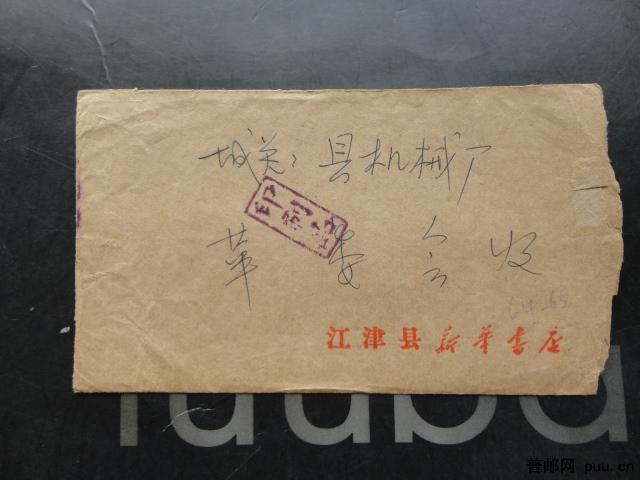 城关：县机械厂
印刷品
革委会收
江津县新华书店
普邮网 puu.cn